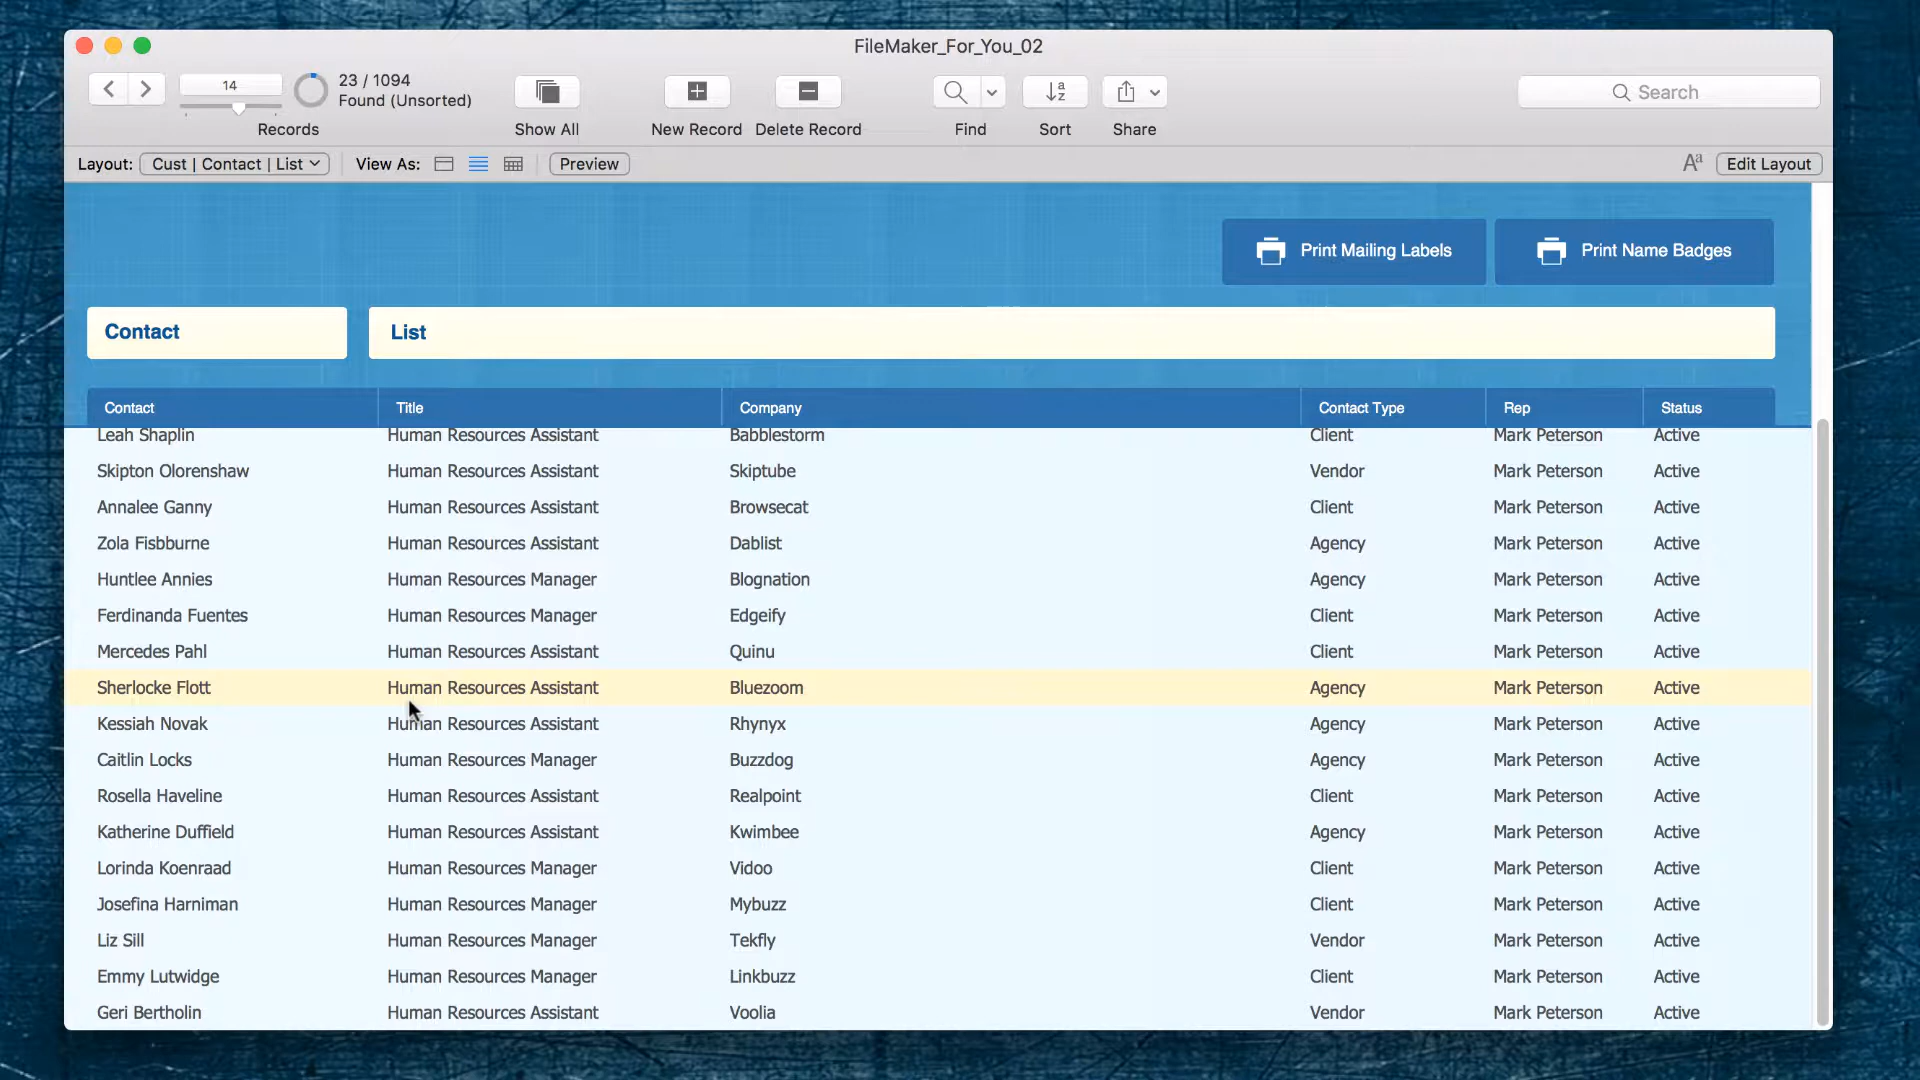 FileMaker_For_You_02
14
23 / 1094
Found (Unsorted)
Records
Show All
New Record
Delete Record
Find
Sort
Share
Search
Layout: Cust | Contact | List View As: Preview Aa Edit Layout
Print Mailing Labels Print Name Badges
Contact List
Contact Title Company Contact Type Rep Status
Leah Shaplin Human Resources Assistant Babblestorm Client Mark Peterson Active
Skipton Olorenshaw Human Resources Assistant Skiptube Vendor Mark Peterson Active
Annalee Ganny Human Resources Assistant Browsecat Client Mark Peterson Active
Zola Fisbburne Human Resources Assistant Dablist Agency Mark Peterson Active
Huntlee Annies Human Resources Manager Blognation Agency Mark Peterson Active
Ferdinanda Fuentes Human Resources Manager Edgeify Client Mark Peterson Active
Mercedes Pahl Human Resources Assistant Quinu Client Mark Peterson Active
Sherlocke Flott Human Resources Assistant Bluezoom Agency Mark Peterson Active
Kessiah Novak Human Resources Assistant Rhynyx Agency Mark Peterson Active
Caitlin Locks Human Resources Manager Buzzdog Agency Mark Peterson Active
Rosella Haveline Human Resources Assistant Realpoint Client Mark Peterson Active
Katherine Duffield Human Resources Assistant Kwimbee Agency Mark Peterson Active
Lorinda Koenraad Human Resources Manager Vidoo Client Mark Peterson Active
Josefina Harniman Human Resources Manager Mybuzz Client Mark Peterson Active
Liz Sill Human Resources Manager Tekfly Vendor Mark Peterson Active
Emmy Lutwidge Human Resources Manager Linkbuzz Client Mark Peterson Active
Geri Bertholin Human Resources Assistant Voolia Vendor Mark Peterson Active